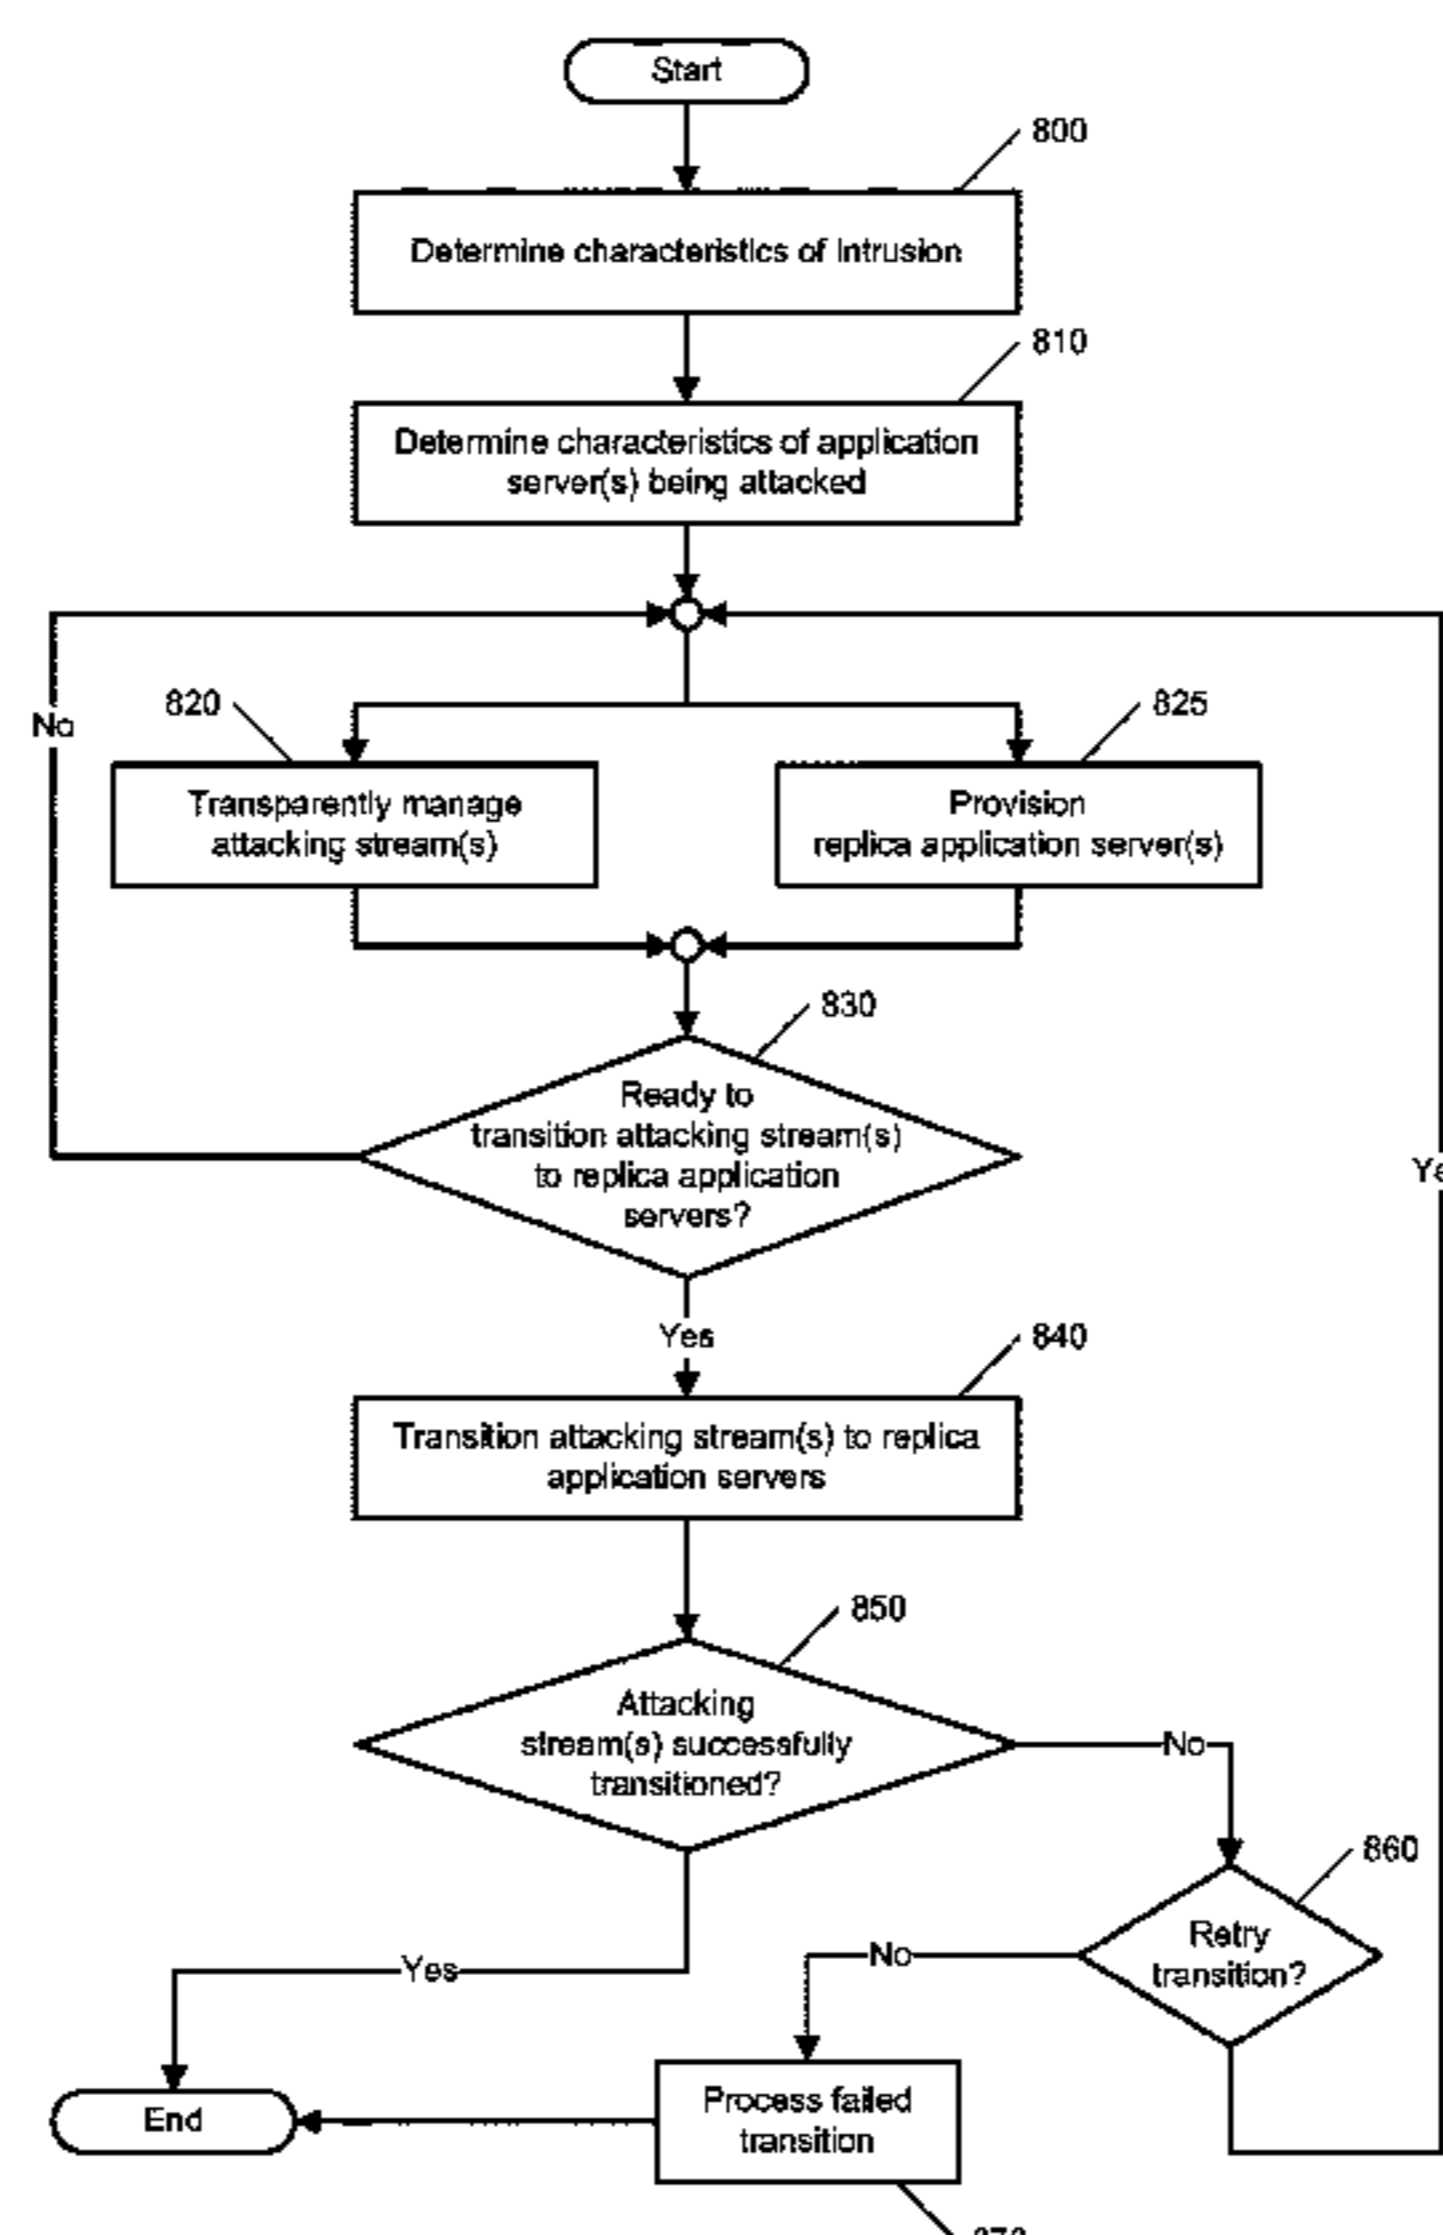 Start
800
Determine characteristics of intrusion
810
Determine characteristics of application
server(s) being attacked
No
820
825
Transparently manage
attacking stream(s)
Provision
replica application server(s)
830
Ready to
transition attacking stream(s)
to replica application
servers?
Yes
840
Transition attacking stream(s) to replica
application servers
850
Attacking
stream(s) successfully
transitioned?
No
860
Retry
transition?
No
Yes
Process failed
transition
End